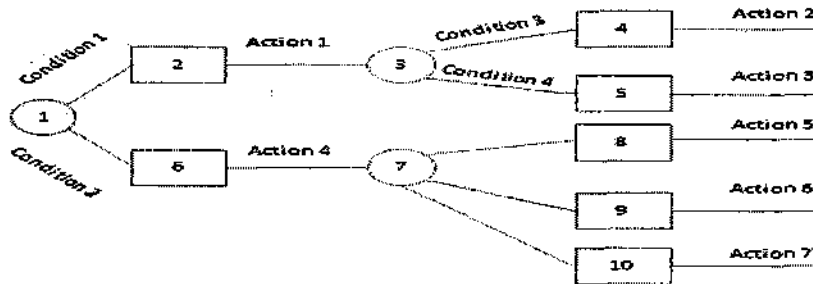 Condition 1
2
Action 1
3
Condition 3
4
Action 2
Condition 4
5
Action 3
1
Condition 2
6
Action 4
7
8
Action 5
9
Action 6
10
Action 7